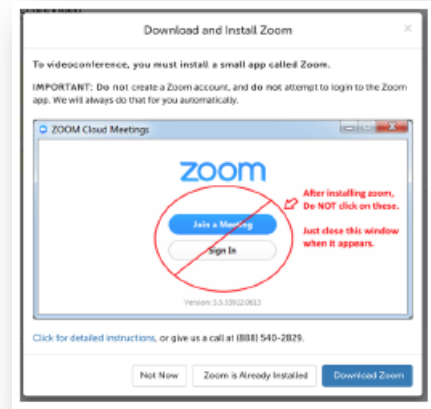 Download and Install Zoom
×
To videoconference, you must install a small app called Zoom.
IMPORTANT: Do not create a Zoom account, and do not attempt to login to the Zoom
app. We will always do that for you automatically.
ZOOM Cloud Meetings
zoom
After installing zoom,
Do NOT click on these.
Join a Meeting
Just close this window
when it appears.
Sign In
Click for detailed instructions, or give us a call at (888) 540-2829.
Not Now
Zoom is Already Installed
Download Zoom